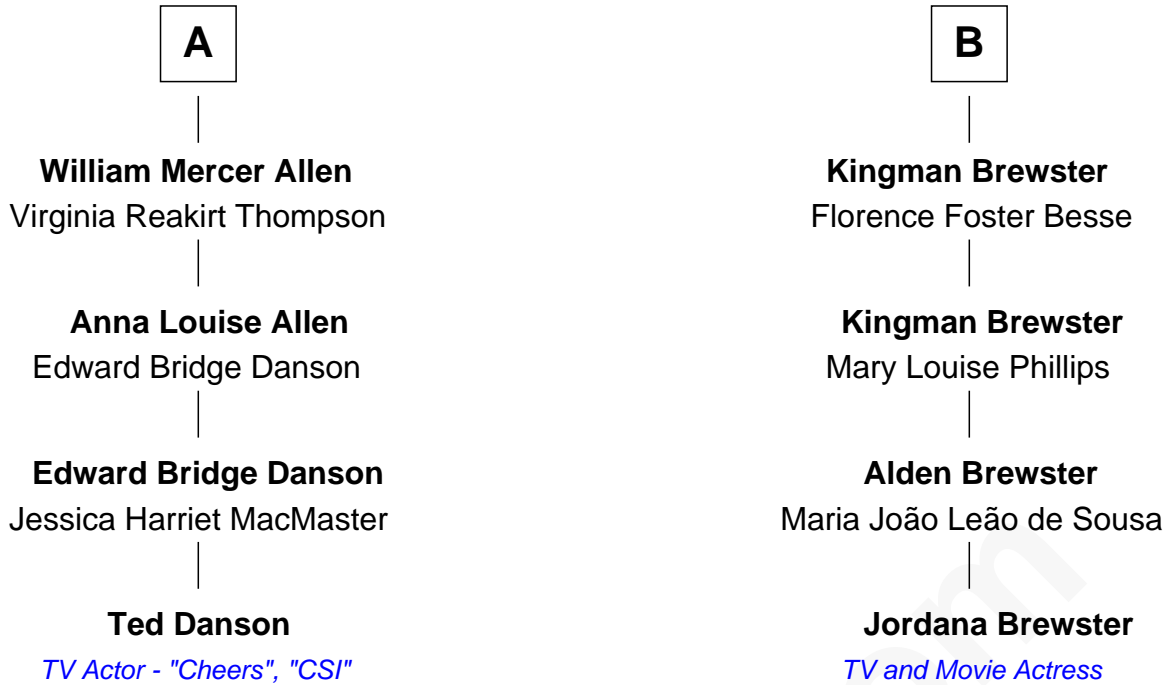 A
William Mercer Allen
Virginia Reakirt Thompson
Anna Louise Allen
Edward Bridge Danson
Edward Bridge Danson
Jessica Harriet MacMaster
Ted Danson
TV Actor - "Cheers", "CSI"
B
Kingman Brewster
Florence Foster Besse
Kingman Brewster
Mary Louise Phillips
Alden Brewster
Maria João Leão de Sousa
Jordana Brewster
TV and Movie Actress